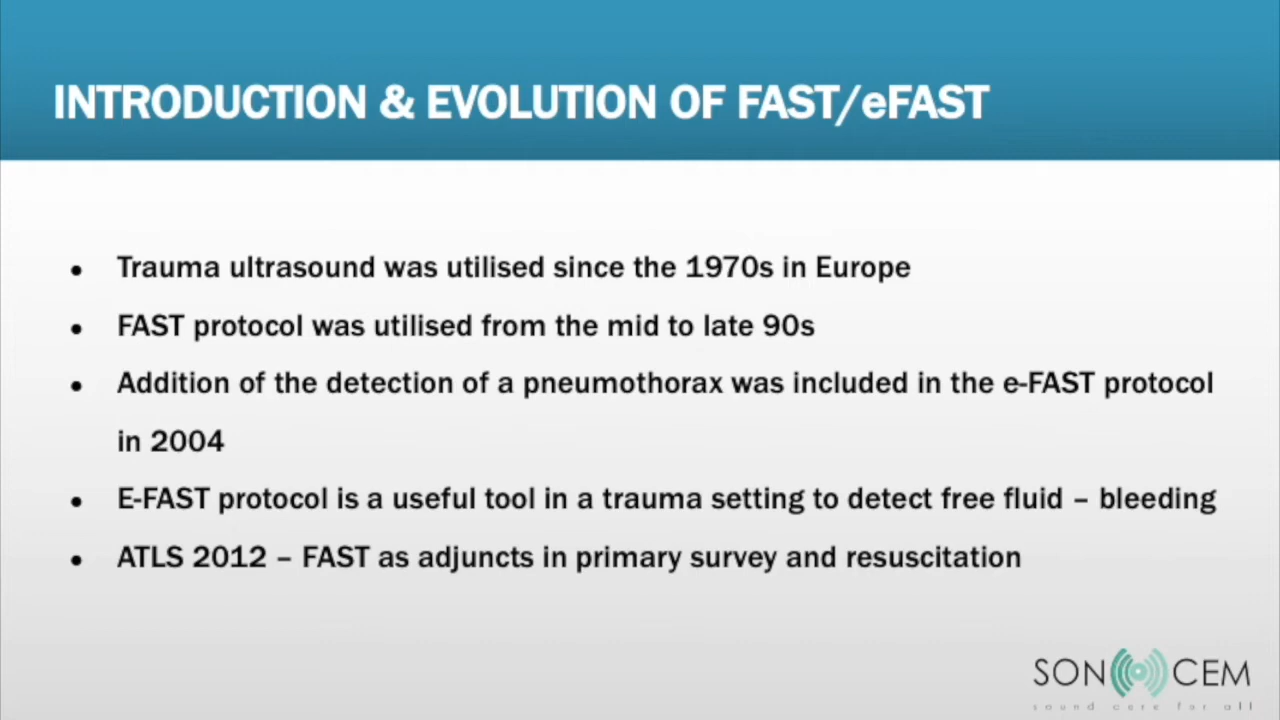 INTRODUCTION & EVOLUTION OF FAST/eFAST
• Trauma ultrasound was utilised since the 1970s in Europe
• FAST protocol was utilised from the mid to late 90s
• Addition of the detection of a pneumothorax was included in the e-FAST protocol
in 2004
• E-FAST protocol is a useful tool in a trauma setting to detect free fluid – bleeding
• ATLS 2012 – FAST as adjuncts in primary survey and resuscitation
SON CEM
sound care for all